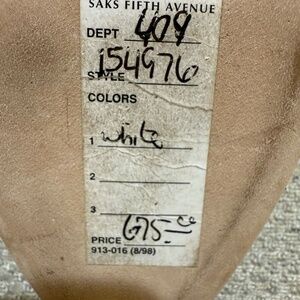 SAKS FIFTH AVENUE
DEPT 409
154976
STYLE
COLORS
1 white
2
3
PRICE 675.00
913-016 (8/98)